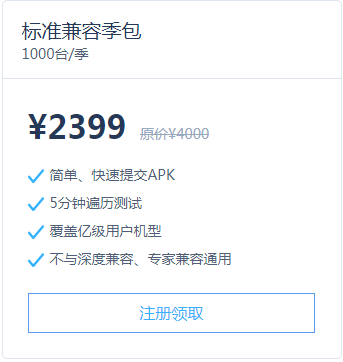 标准兼容季包
1000台/季
¥2399 原价¥4000
简单、快速提交APK
5分钟遍历测试
覆盖亿级用户机型
不与深度兼容、专家兼容通用
注册领取